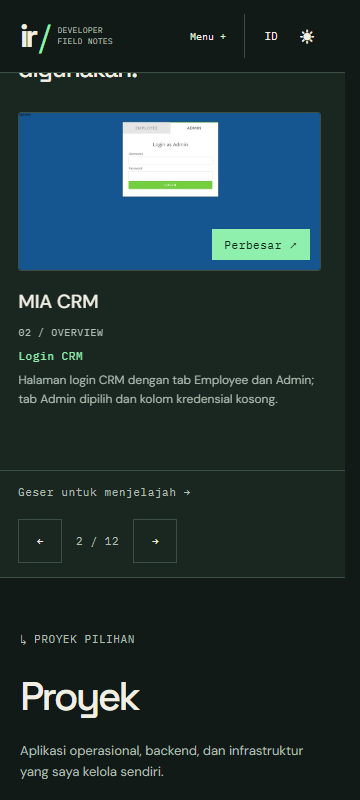 ir/ DEVELOPER
FIELD NOTES
Menu +
ID
digunakan.
EMPLOYEE
ADMIN
Login as Admin
Perbesar ↗
MIA CRM
02 / OVERVIEW
Login CRM
Halaman login CRM dengan tab Employee dan Admin;
tab Admin dipilih dan kolom kredensial kosong.
Geser untuk menjelajah →
← 2 / 12 →
↳ PROYEK PILIHAN
Proyek
Aplikasi operasional, backend, dan infrastruktur
yang saya kelola sendiri.